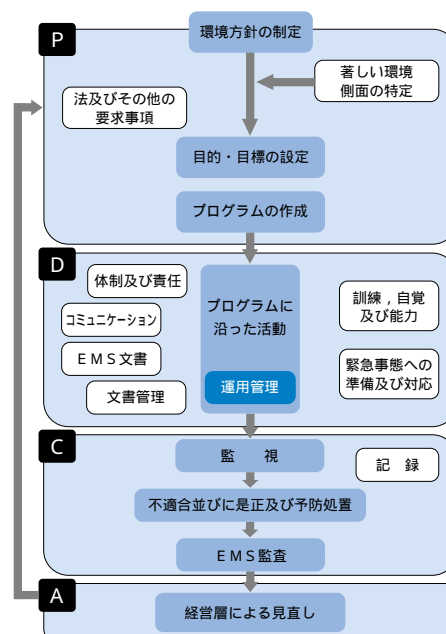 P
環境方針の制定
著しい環境
側面の特定
法及びその他の
要求事項
目的・目標の設定
プログラムの作成
D
体制及び責任
コミュニケーション
ＥＭＳ文書
文書管理
プログラムに
沿った活動
運用管理
訓練，自覚
及び能力
緊急事態への
準備及び対応
C
監　視
記　録
不適合並びに是正及び予防処置
ＥＭＳ監査
A
経営層による見直し